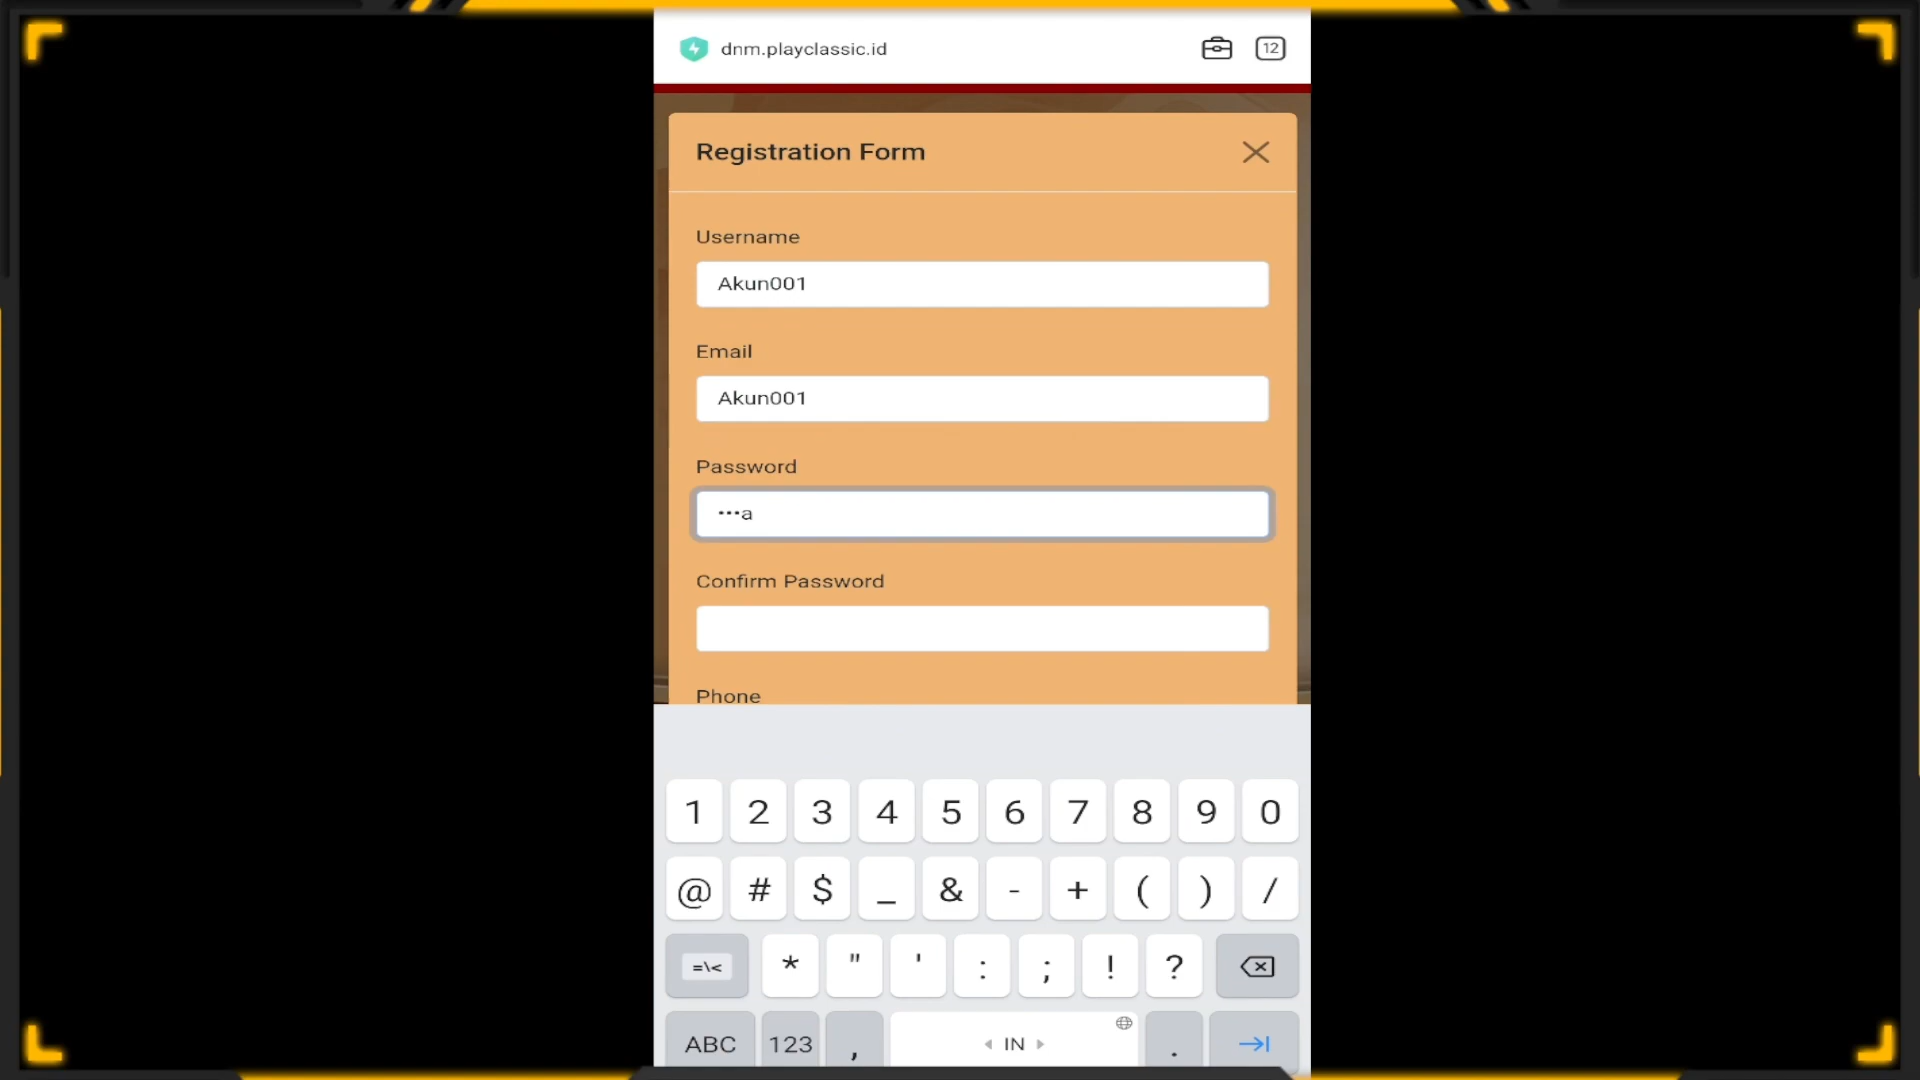 dnm.playclassic.id
12
Registration Form
Username
Akun001
Email
Akun001
Password
•••a
Confirm Password
Phone
1 2 3 4 5 6 7 8 9 0
@ # $ _ & - + ( ) /
=\< * " ' : ; ! ?
ABC 123 , IN .